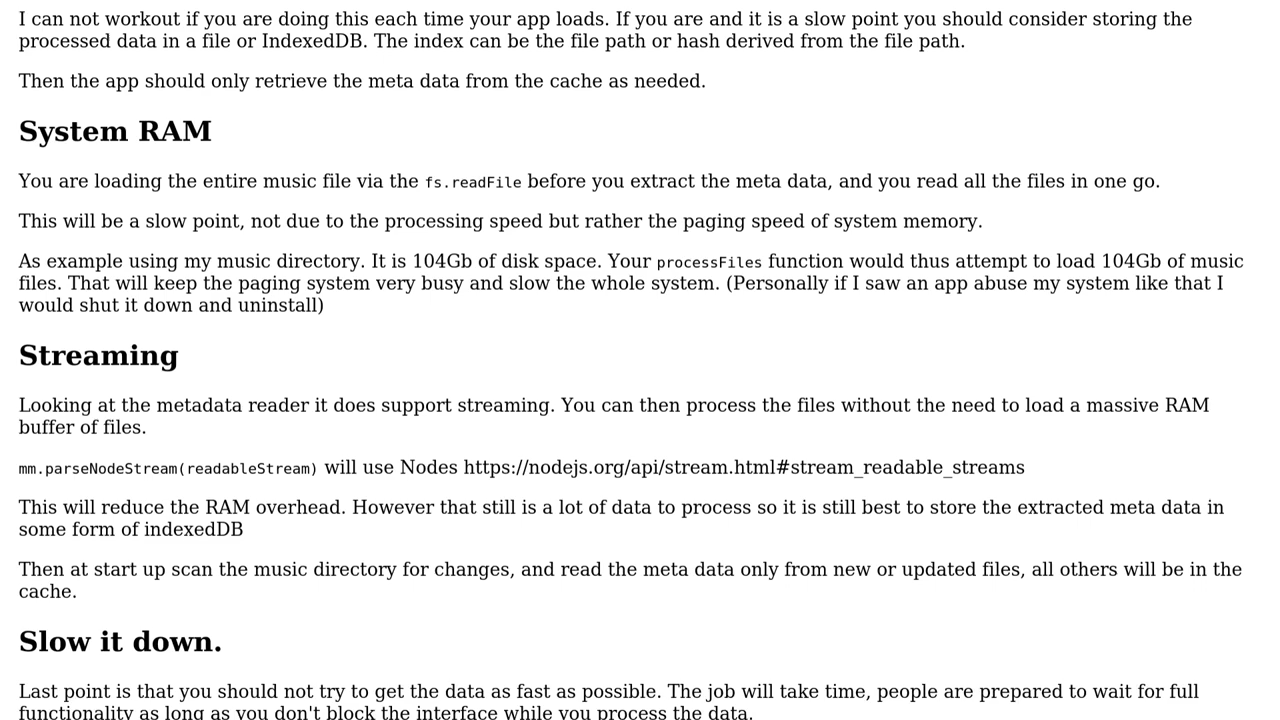 I can not workout if you are doing this each time your app loads. If you are and it is a slow point you should consider storing the
processed data in a file or IndexedDB. The index can be the file path or hash derived from the file path.
Then the app should only retrieve the meta data from the cache as needed.
System RAM
You are loading the entire music file via the fs.readFile before you extract the meta data, and you read all the files in one go.
This will be a slow point, not due to the processing speed but rather the paging speed of system memory.
As example using my music directory. It is 104Gb of disk space. Your processFiles function would thus attempt to load 104Gb of music
files. That will keep the paging system very busy and slow the whole system. (Personally if I saw an app abuse my system like that I
would shut it down and uninstall)
Streaming
Looking at the metadata reader it does support streaming. You can then process the files without the need to load a massive RAM
buffer of files.
mm.parseNodeStream(readableStream) will use Nodes https://nodejs.org/api/stream.html#stream_readable_streams
This will reduce the RAM overhead. However that still is a lot of data to process so it is still best to store the extracted meta data in
some form of indexedDB
Then at start up scan the music directory for changes, and read the meta data only from new or updated files, all others will be in the
cache.
Slow it down.
Last point is that you should not try to get the data as fast as possible. The job will take time, people are prepared to wait for full
functionality as long as you don't block the interface while you process the data.